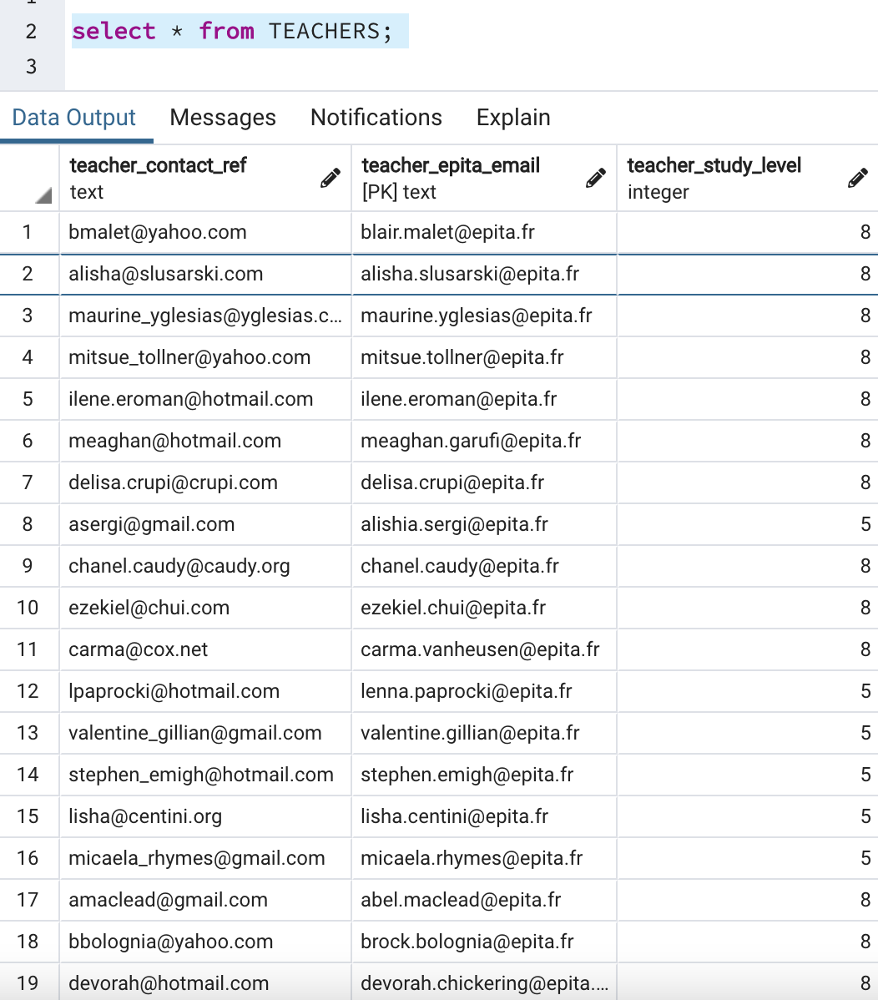 2 select * from TEACHERS;
3
Data Output Messages Notifications Explain
teacher_contact_ref teacher_epita_email teacher_study_level
text [PK] text integer
1 bmalet@yahoo.com blair.malet@epita.fr 8
2 alisha@slusarski.com alisha.slusarski@epita.fr 8
3 maurine_yglesias@yglesias.c... maurine.yglesias@epita.fr 8
4 mitsue_tollner@yahoo.com mitsue.tollner@epita.fr 8
5 ilene.eroman@hotmail.com ilene.eroman@epita.fr 8
6 meaghan@hotmail.com meaghan.garufi@epita.fr 8
7 delisa.crupi@crupi.com delisa.crupi@epita.fr 8
8 asergi@gmail.com alishia.sergi@epita.fr 5
9 chanel.caudy@caudy.org chanel.caudy@epita.fr 8
10 ezekiel@chui.com ezekiel.chui@epita.fr 8
11 carma@cox.net carma.vanheusen@epita.fr 8
12 lpaprocki@hotmail.com lenna.paprocki@epita.fr 5
13 valentine_gillian@gmail.com valentine.gillian@epita.fr 5
14 stephen_emigh@hotmail.com stephen.emigh@epita.fr 5
15 lisha@centini.org lisha.centini@epita.fr 5
16 micaela_rhymes@gmail.com micaela.rhymes@epita.fr 5
17 amaclead@gmail.com abel.maclead@epita.fr 8
18 bbolognia@yahoo.com brock.bolognia@epita.fr 8
19 devorah@hotmail.com devorah.chickering@epita.... 8